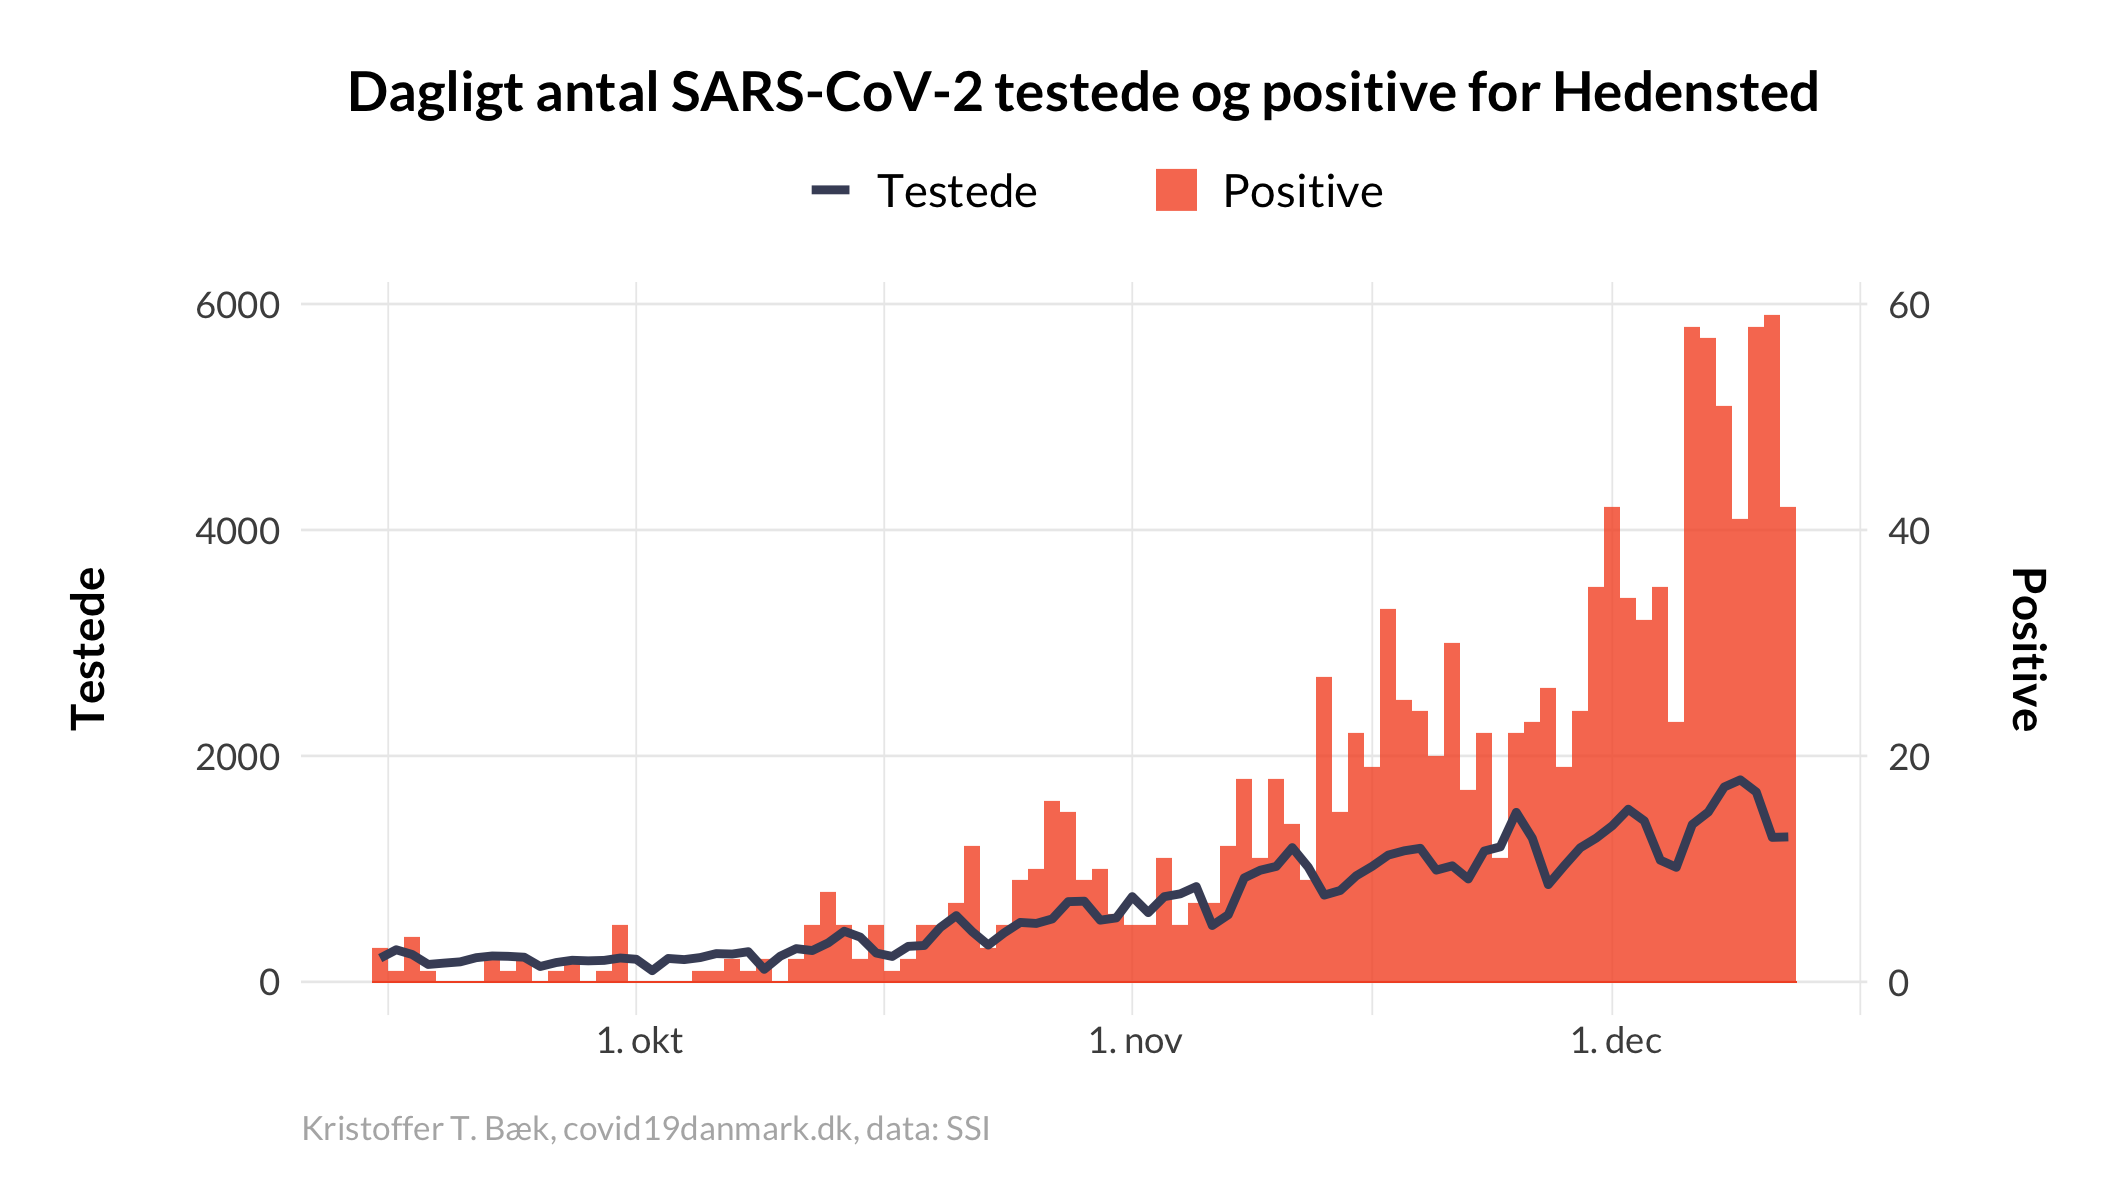 Dagligt antal SARS-CoV-2 testede og positive for Hedensted
Testede
Positive
6000
4000
2000
0
60
40
20
0
Testede
Positive
1. okt
1. nov
1. dec
Kristoffer T. Bæk, covid19danmark.dk, data: SSI